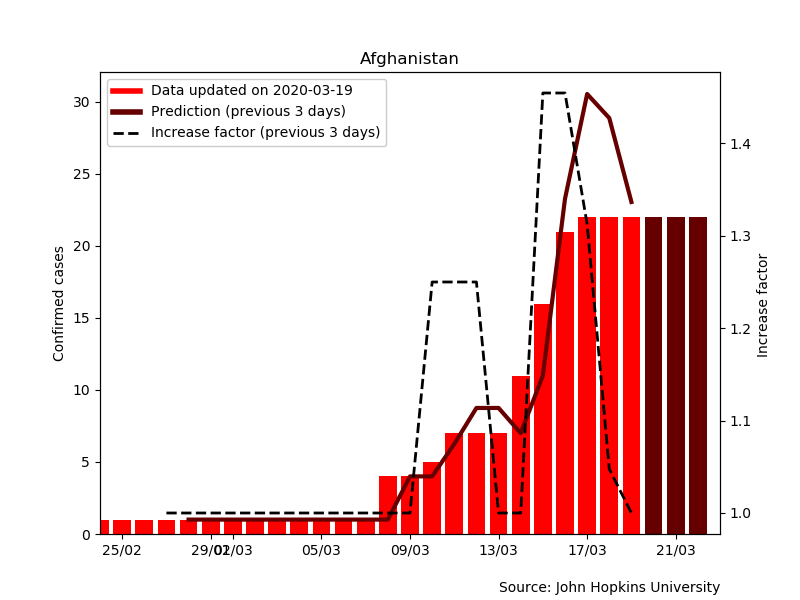 Afghanistan
Data updated on 2020-03-19
Prediction (previous 3 days)
Increase factor (previous 3 days)
Confirmed cases
30
25
20
15
10
5
0
1.4
1.3
1.2
1.1
1.0
Increase factor
25/02 29/02 01/03 05/03 09/03 13/03 17/03 21/03
Source: John Hopkins University